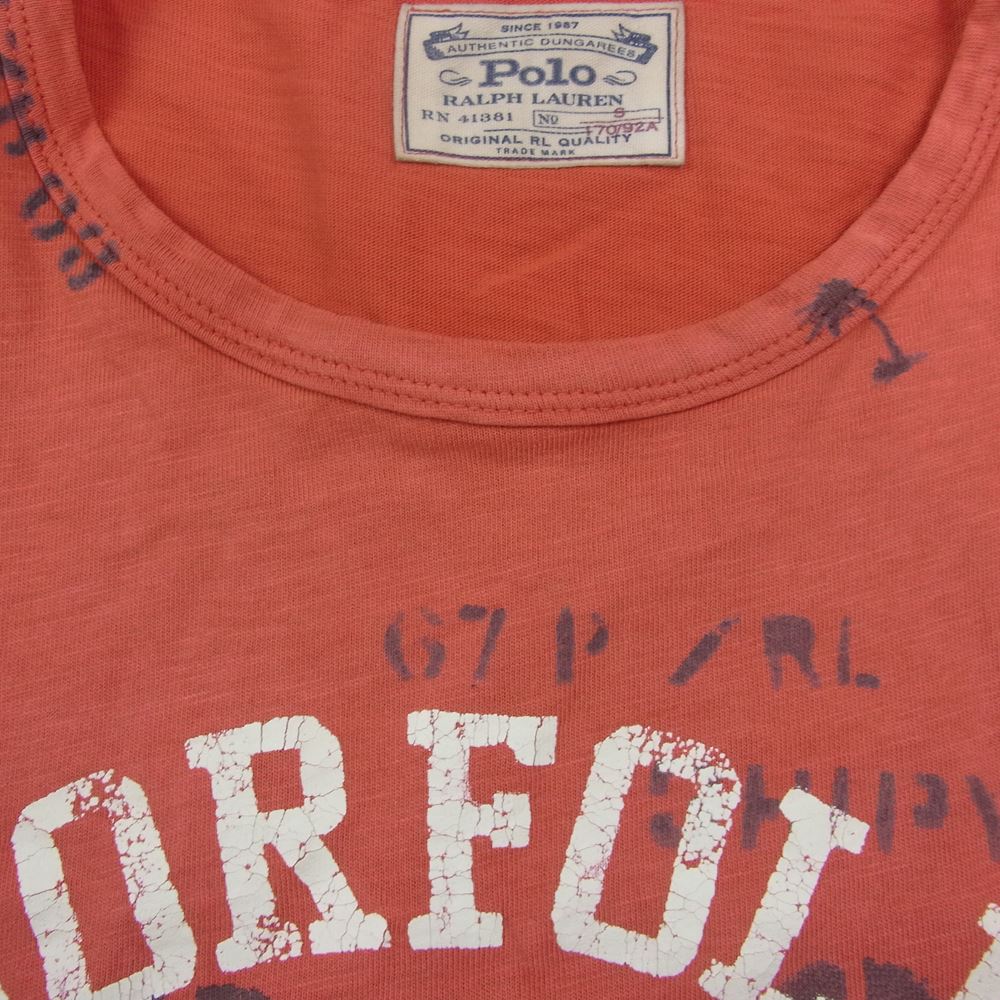 SINCE 1967
AUTHENTIC DUNGAREES
Polo
RALPH LAUREN
RN 41381 No S
170/92A
ORIGINAL RL QUALITY
TRADE MARK
67 P / RL
ORFOL